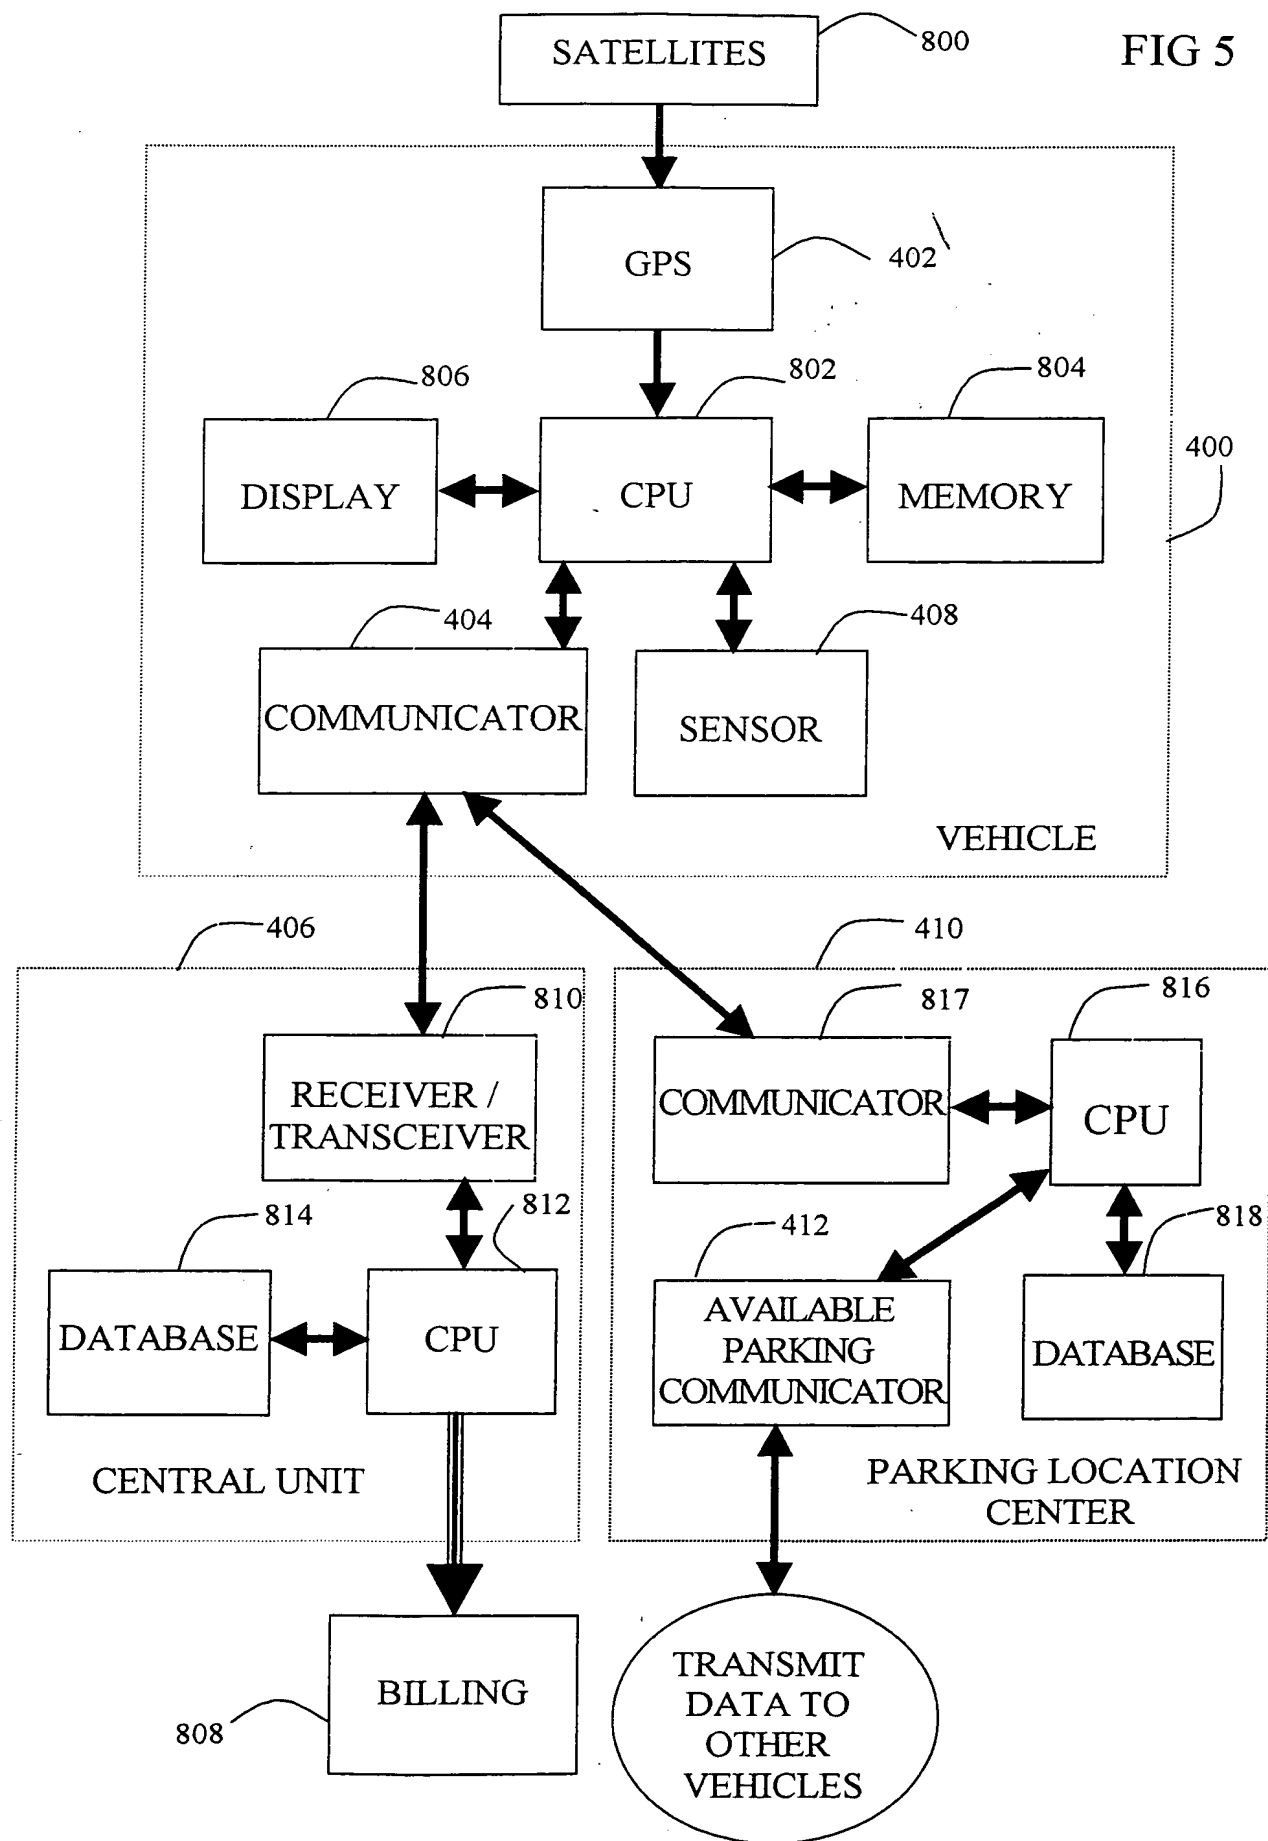 SATELLITES
800
FIG 5
GPS
402
806
802
804
DISPLAY
CPU
MEMORY
400
404
408
COMMUNICATOR
SENSOR
VEHICLE
406
410
810
817
816
RECEIVER /
TRANSCEIVER
COMMUNICATOR
CPU
814
812
412
818
DATABASE
CPU
AVAILABLE
PARKING
COMMUNICATOR
DATABASE
CENTRAL UNIT
PARKING LOCATION
CENTER
BILLING
808
TRANSMIT
DATA TO
OTHER
VEHICLES